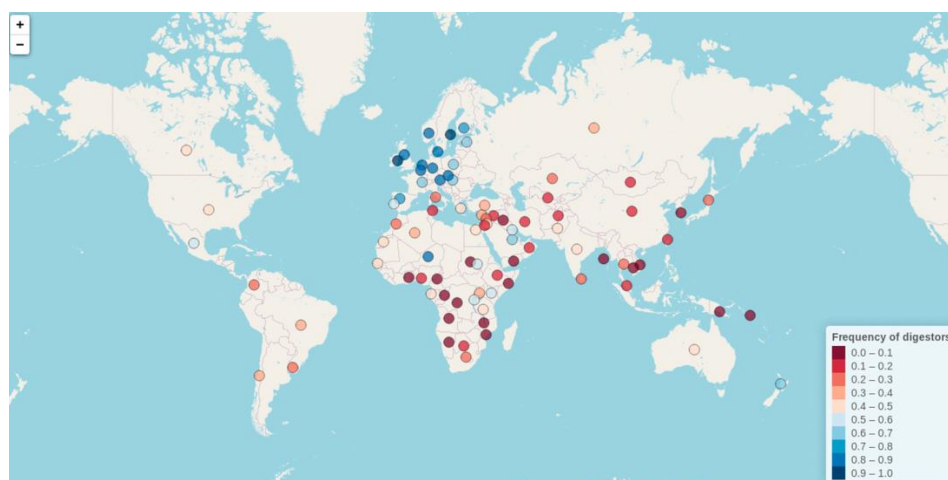 +
−
Frequency of digestors
0.0 – 0.1
0.1 – 0.2
0.2 – 0.3
0.3 – 0.4
0.4 – 0.5
0.5 – 0.6
0.6 – 0.7
0.7 – 0.8
0.8 – 0.9
0.9 – 1.0